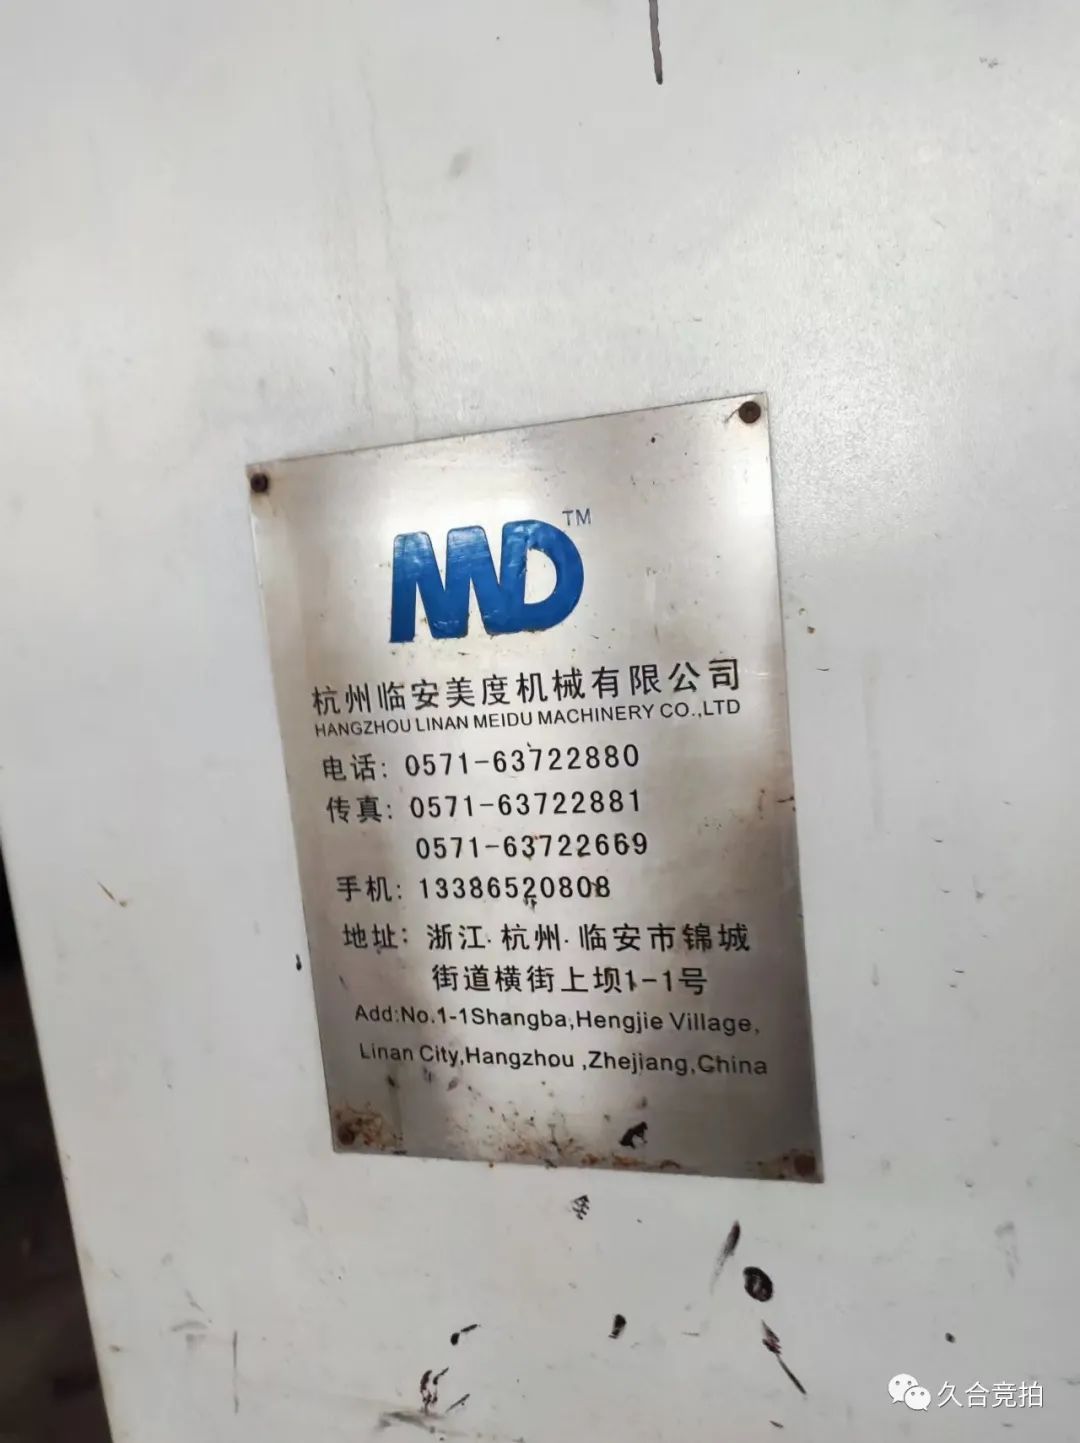 MD TM
杭州临安美度机械有限公司
HANGZHOU LINAN MEIDU MACHINERY CO.,LTD
电话: 0571-63722880
传真: 0571-63722881
0571-63722669
手机: 13386520808
地址: 浙江·杭州·临安市锦城
街道横街上坝1-1号
Add:No.1-1Shangba,Hengjie Village,
Linan City,Hangzhou ,Zhejiang,China
久合竞拍